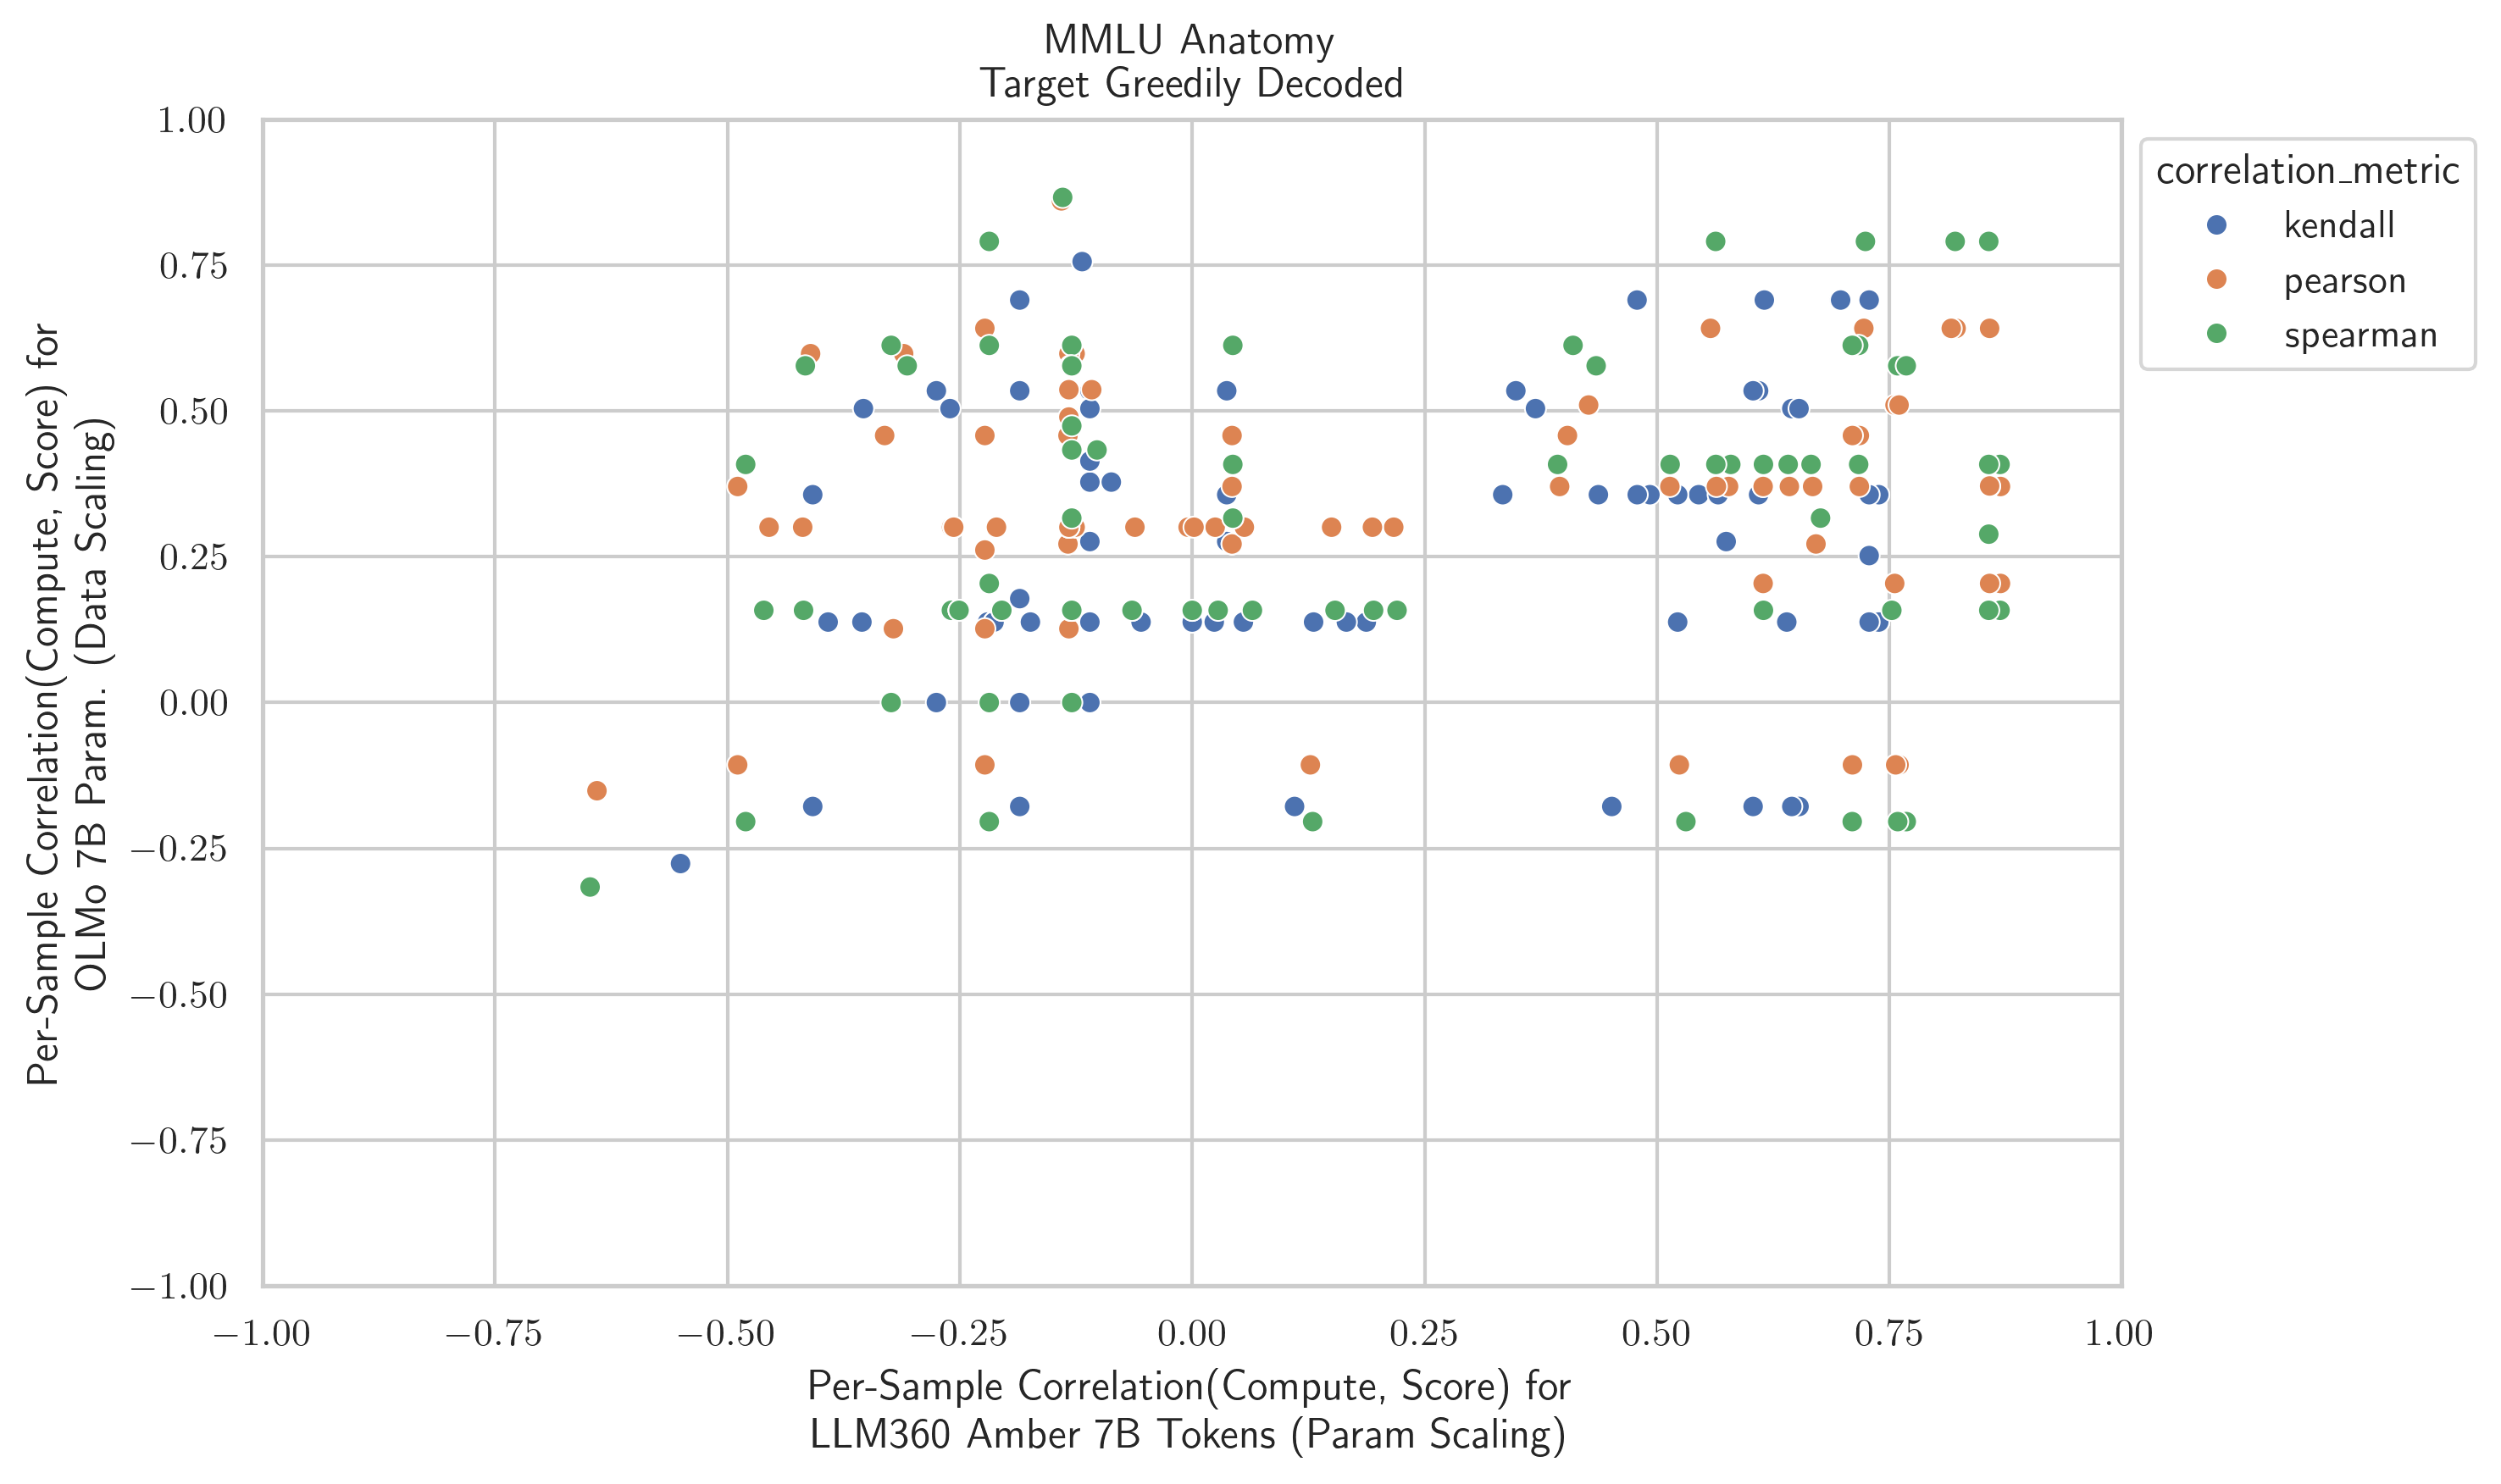 MMLU Anatomy
Target Greedily Decoded
1.00
0.75
0.50
0.25
0.00
−0.25
−0.50
−0.75
−1.00
Per-Sample Correlation(Compute, Score) for
OLMo 7B Param. (Data Scaling)
−1.00
−0.75
−0.50
−0.25
0.00
0.25
0.50
0.75
1.00
Per-Sample Correlation(Compute, Score) for
LLM360 Amber 7B Tokens (Param Scaling)
correlation_metric
kendall
pearson
spearman